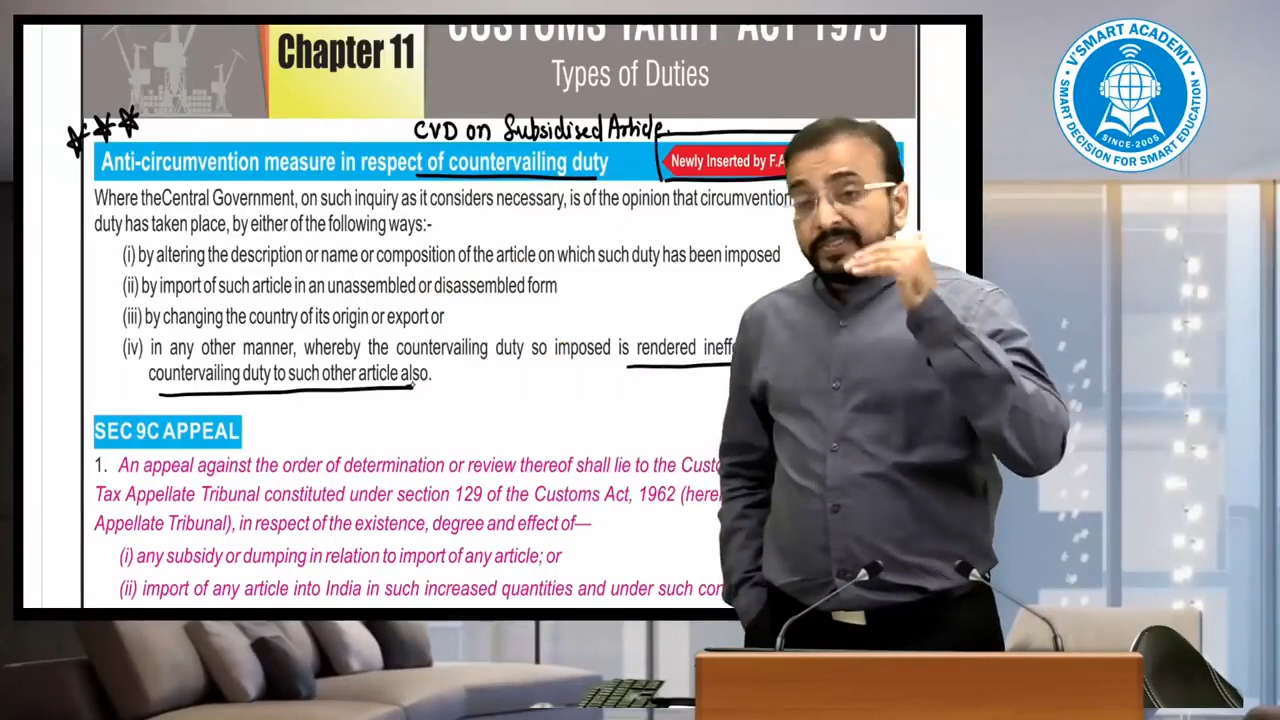 CUSTOMS TARIFF ACT 1975
Chapter 11
Types of Duties
CVD on Subsidised Article
Anti-circumvention measure in respect of countervailing duty
Newly Inserted by F.A
Where theCentral Government, on such inquiry as it considers necessary, is of the opinion that circumvention
duty has taken place, by either of the following ways:-
(i) by altering the description or name or composition of the article on which such duty has been imposed
(ii) by import of such article in an unassembled or disassembled form
(iii) by changing the country of its origin or export or
(iv) in any other manner, whereby the countervailing duty so imposed is rendered
countervailing duty to such other article also.
SEC 9C APPEAL
1. An appeal against the order of determination or review thereof shall lie to the
Tax Appellate Tribunal constituted under section 129 of the Customs Act, 1962
Appellate Tribunal), in respect of the existence, degree and effect of—
(i) any subsidy or dumping in relation to import of any article; or
(ii) import of any article into India in such increased quantities and under such
V'SMART ACADEMY
SINCE-2005
SMART DECISION FOR SMART EDUCATION